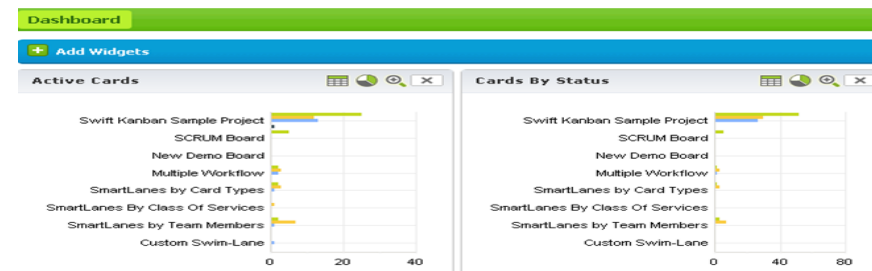 Dashboard
Add Widgets
Active Cards
Swift Kanban Sample Project
SCRUM Board
New Demo Board
Multiple Workflow
SmartLanes by Card Types
SmartLanes By Class Of Services
SmartLanes by Team Members
Custom Swim-Lane
0 20 40
Cards By Status
Swift Kanban Sample Project
SCRUM Board
New Demo Board
Multiple Workflow
SmartLanes by Card Types
SmartLanes By Class Of Services
SmartLanes by Team Members
Custom Swim-Lane
0 40 80